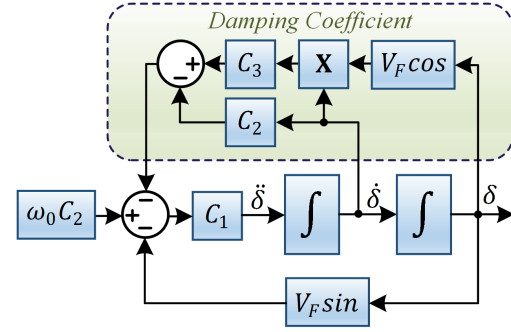 Damping Coefficient
− +
C₃
X
V_F cos
C₂
ω₀C₂
+ − −
C₁
δ̈
∫
δ̇
∫
δ
V_F sin